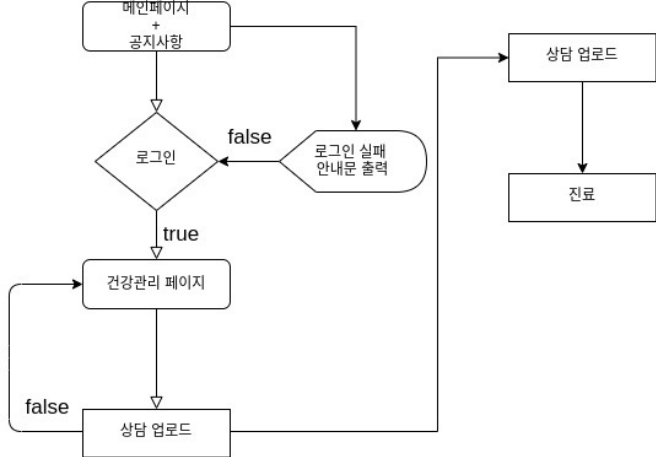 메인페이지
+
공지사항
상담 업로드
false
로그인
로그인 실패
안내문 출력
진료
true
건강관리 페이지
false
상담 업로드